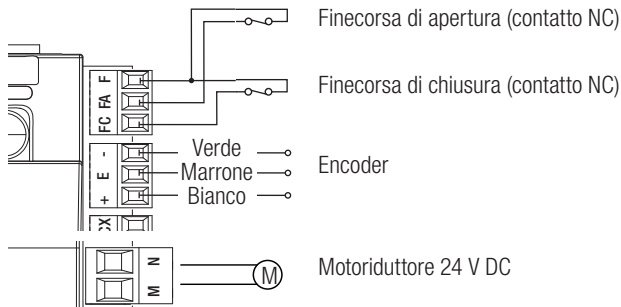 Finecorsa di apertura (contatto NC)
F
FA
FC
Finecorsa di chiusura (contatto NC)
- Verde
E Marrone
+ Bianco
Encoder
CX
N
M
M
Motoriduttore 24 V DC